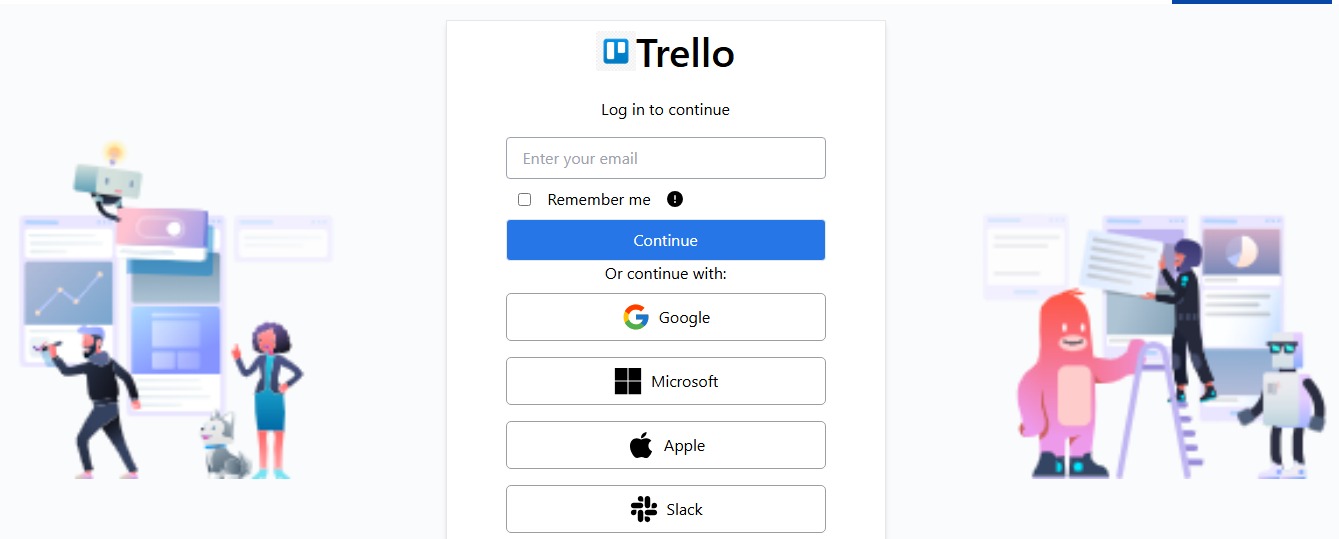 Trello
Log in to continue
Enter your email
Remember me
Continue
Or continue with:
Google
Microsoft
Apple
Slack